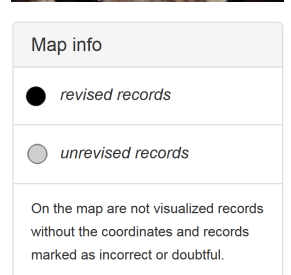 Map info
revised records
unrevised records
On the map are not visualized records
without the coordinates and records
marked as incorrect or doubtful.